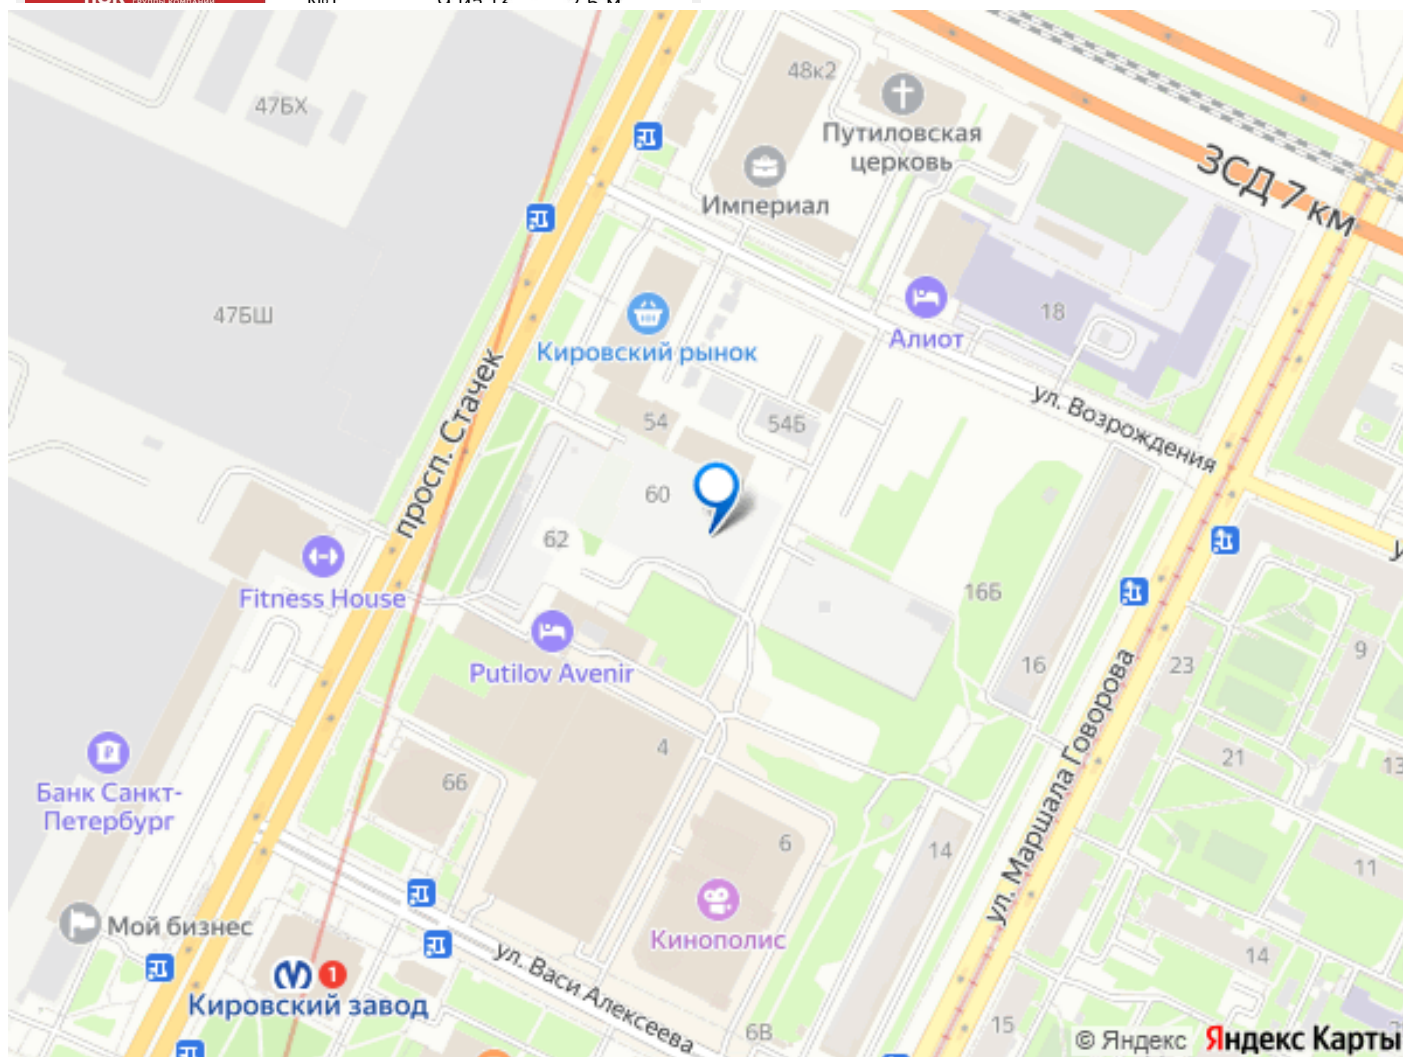 47БХ
48к2
Путиловская
церковь
ЗСД 7 км
Империал
47БШ
18
Кировский рынок
Алиот
просп. Стачек
ул. Возрождения
54
54Б
60
62
Fitness House
16Б
Putilov Avenir
16
23
9
ул. Маршала Говорова
4
21
13
Банк Санкт-
Петербург
66
6
14
11
Мой бизнес
Кинополис
1
Кировский завод
ул. Васи Алексеева
14
6В
15
© Яндекс Яндекс Карты